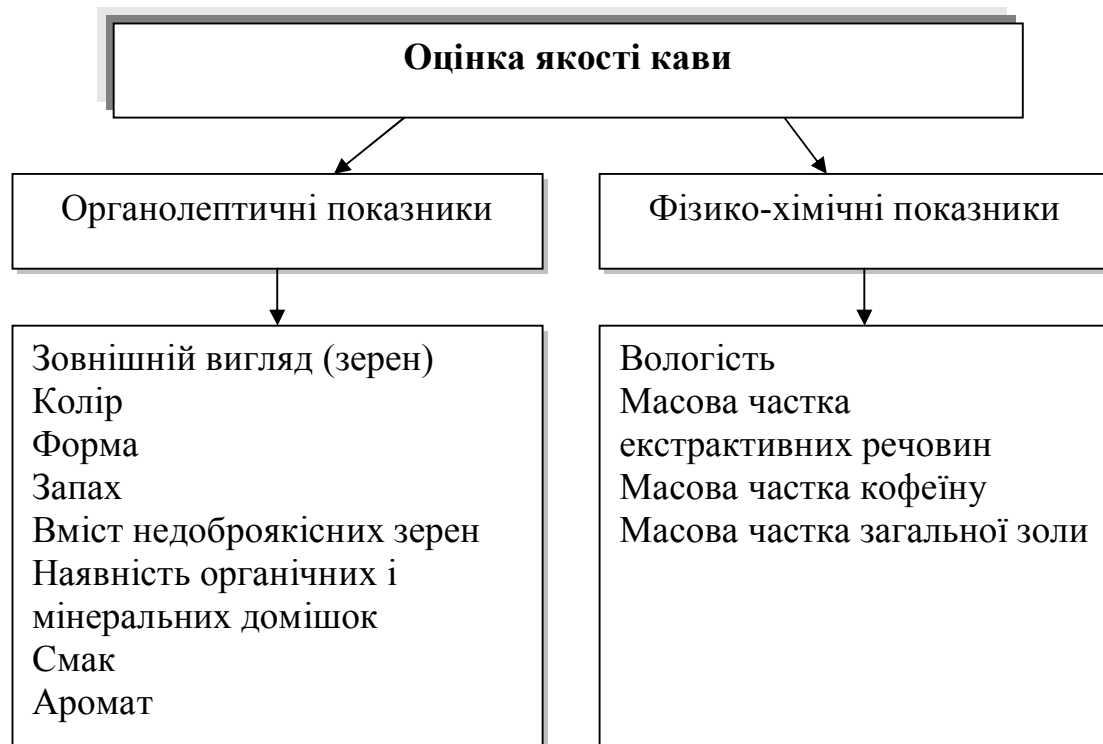 Оцінка якості кави
Органолептичні показники
Фізико-хімічні показники
Зовнішній вигляд (зерен)
Колір
Форма
Запах
Вміст недоброякісних зерен
Наявність органічних і
мінеральних домішок
Смак
Аромат
Вологість
Масова частка
екстрактивних речовин
Масова частка кофеїну
Масова частка загальної золи